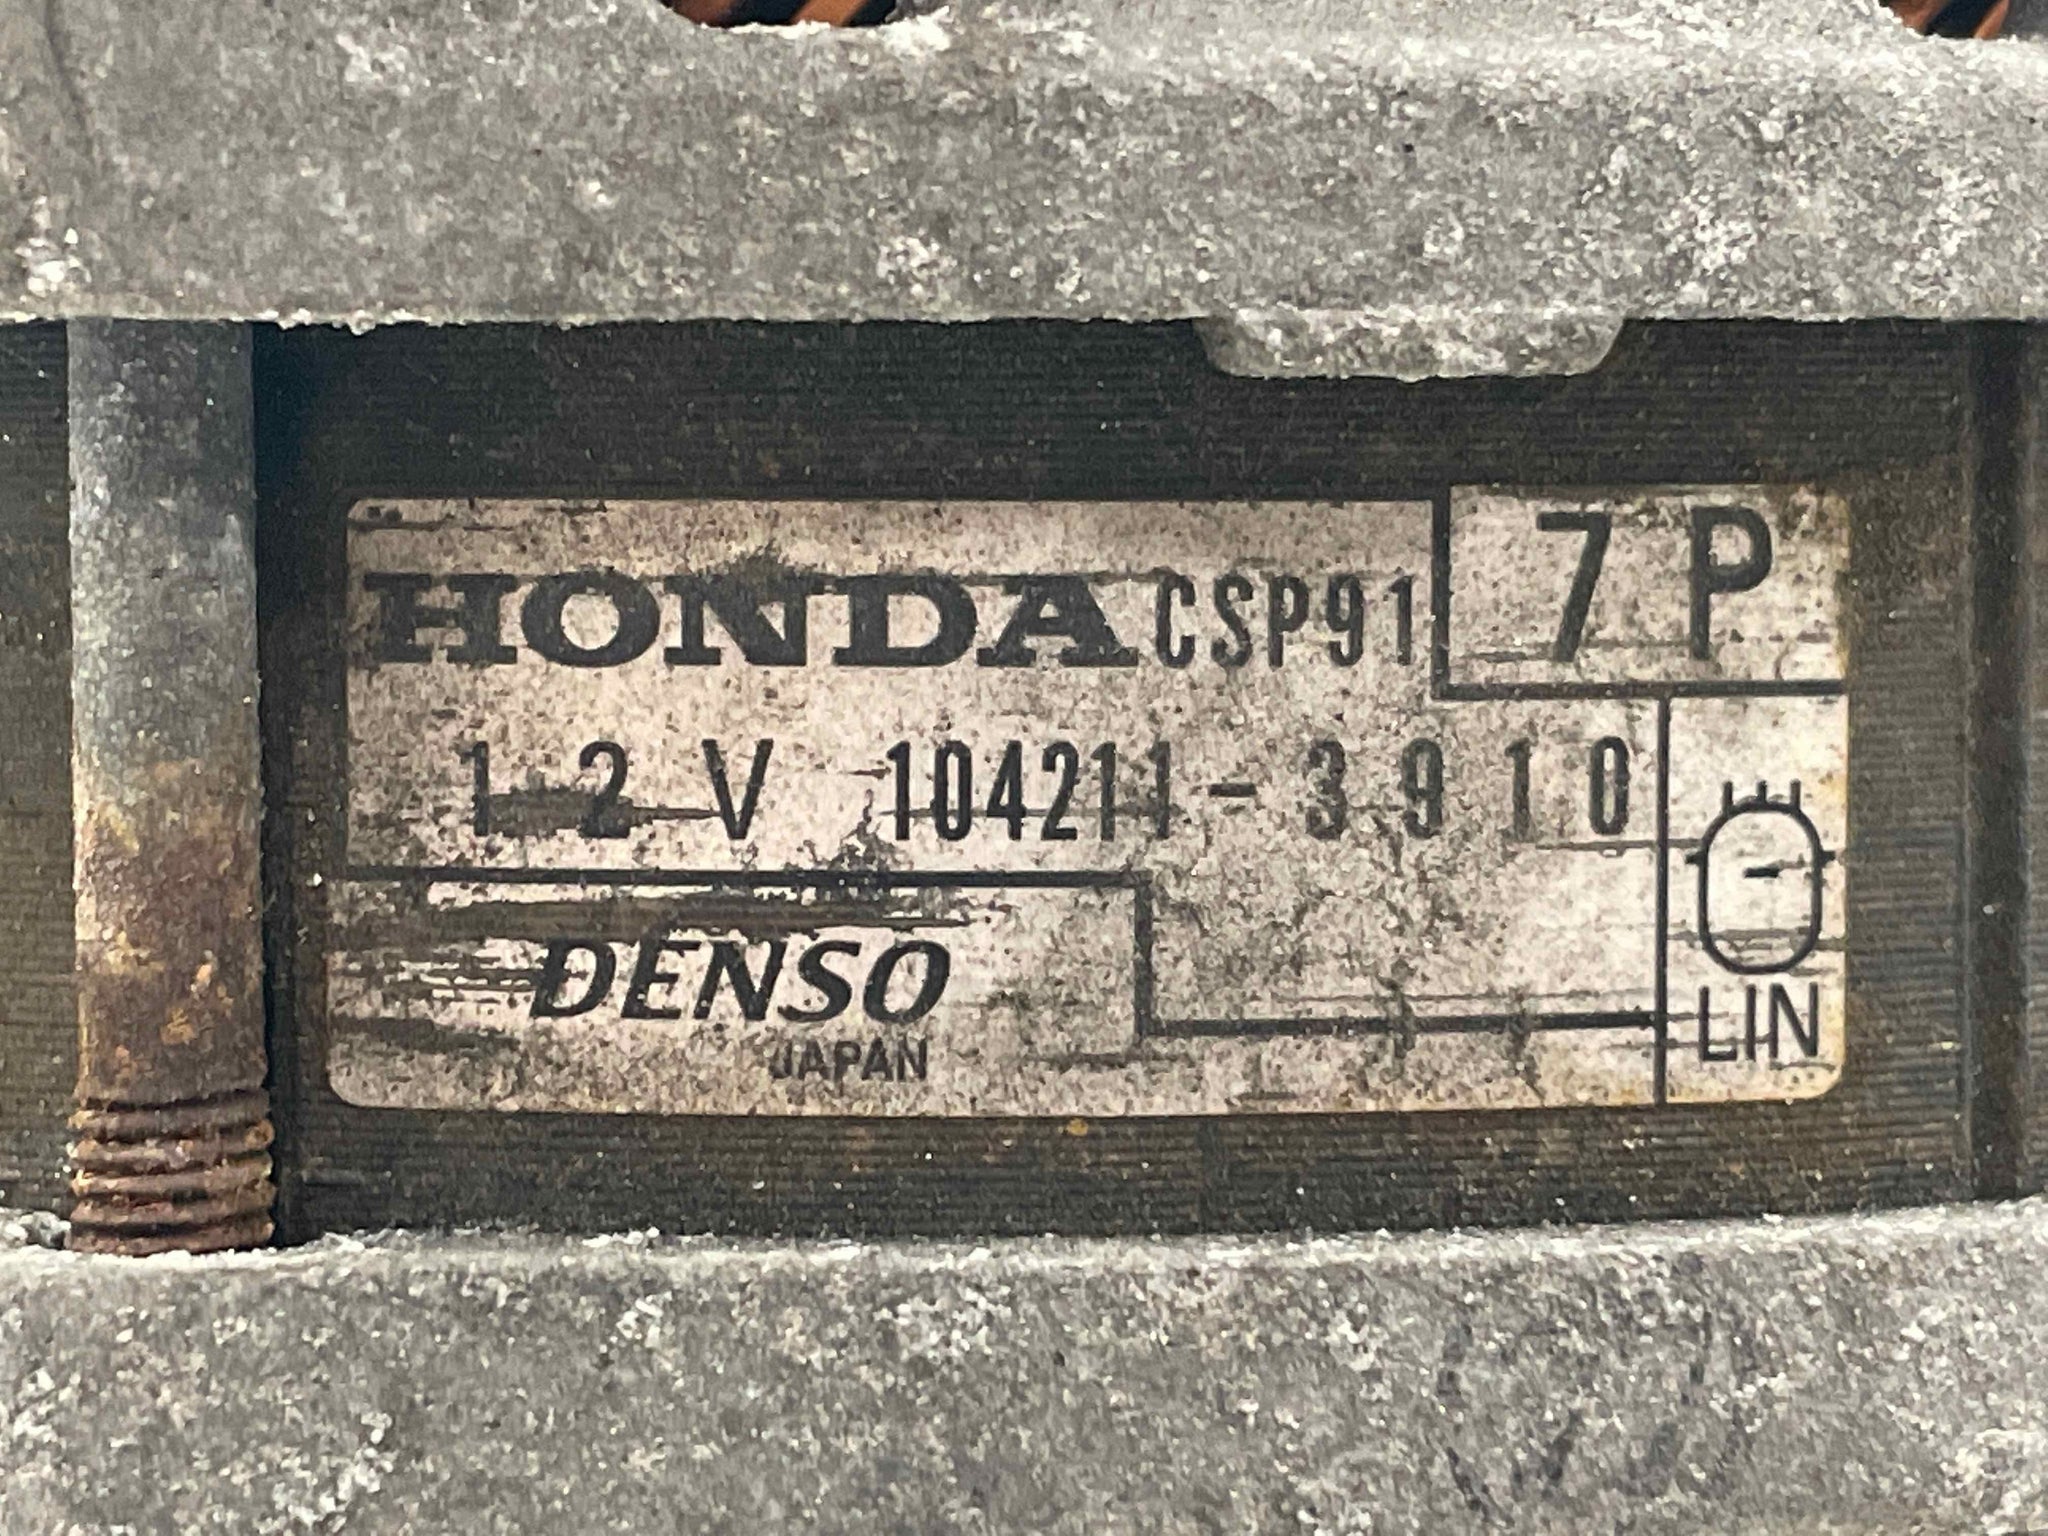 HONDA CSP91 7P
12V 104211-3910
DENSO
JAPAN
LIN